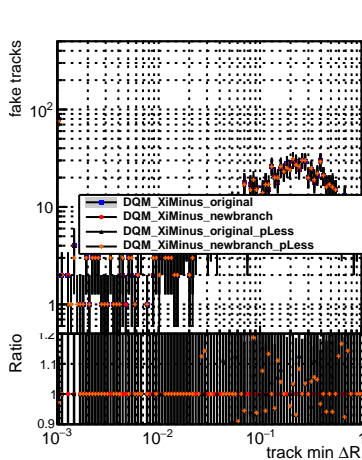 fake tracks
10²
10
1
DQM_XiMinus_original
DQM_XiMinus_newbranch
DQM_XiMinus_original_pLess
DQM_XiMinus_newbranch_pLess
Ratio
1.2
1.1
1
0.9
10⁻³
10⁻²
10⁻¹
1
track min ΔR